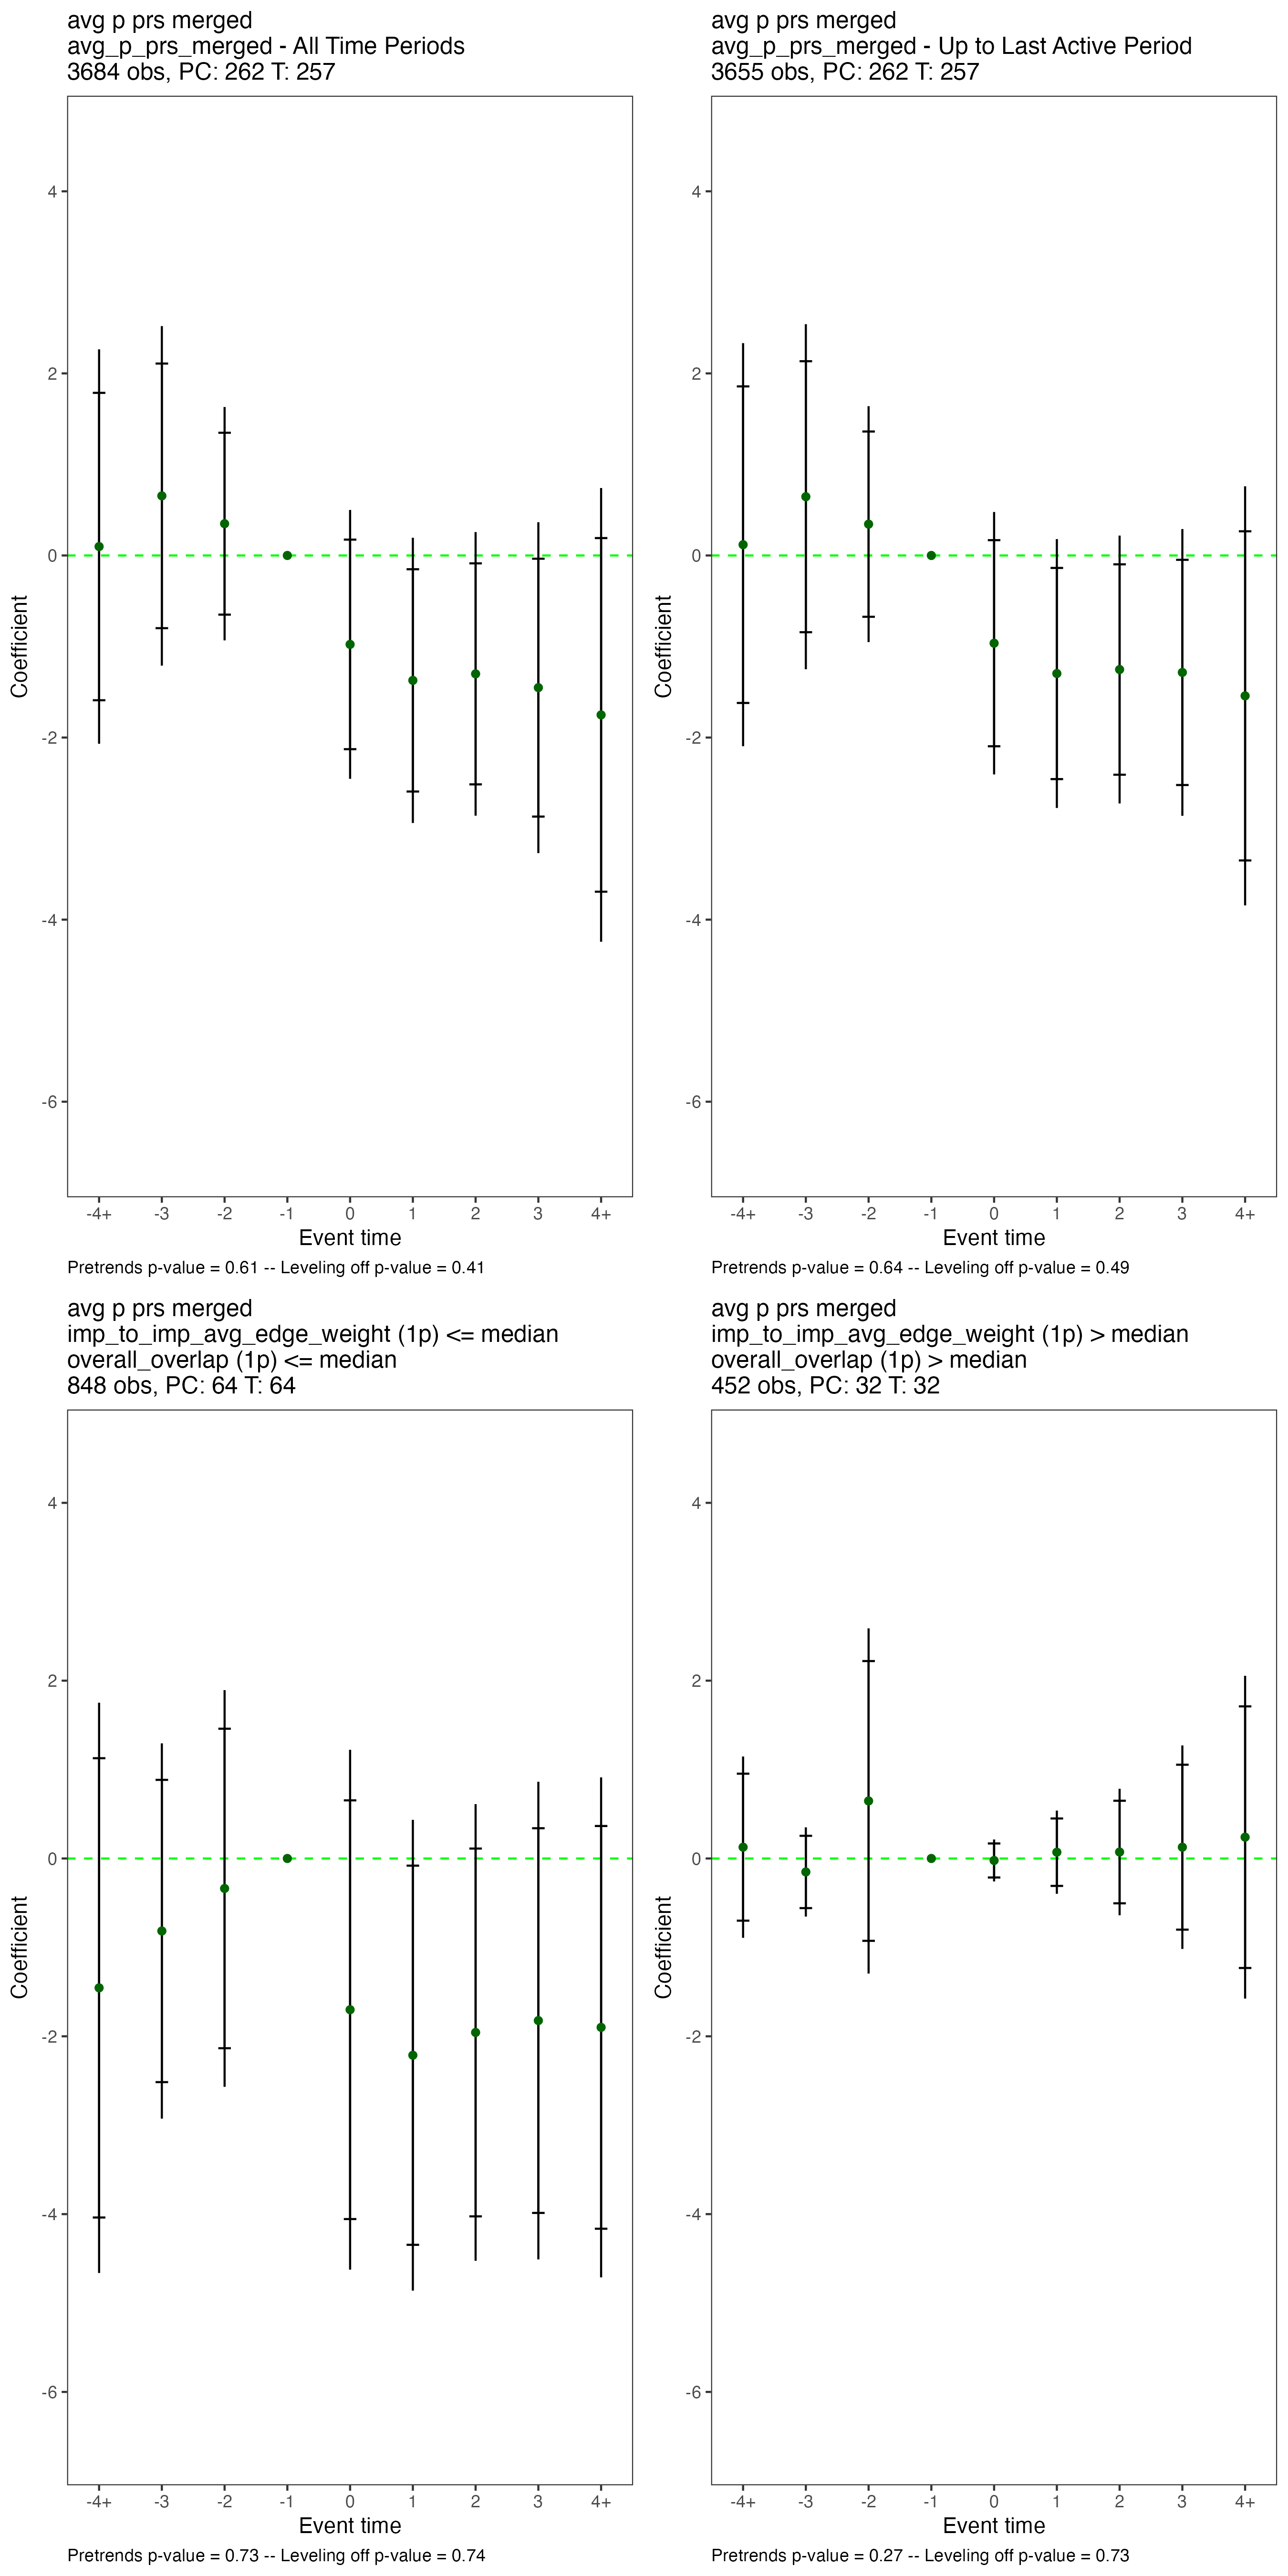 avg p prs merged
avg_p_prs_merged - All Time Periods
3684 obs, PC: 262 T: 257
4
2
0
-2
-4
-6
Coefficient
-4+ -3 -2 -1 0 1 2 3 4+
Event time
Pretrends p-value = 0.61 -- Leveling off p-value = 0.41
avg p prs merged
avg_p_prs_merged - Up to Last Active Period
3655 obs, PC: 262 T: 257
4
2
0
-2
-4
-6
Coefficient
-4+ -3 -2 -1 0 1 2 3 4+
Event time
Pretrends p-value = 0.64 -- Leveling off p-value = 0.49
avg p prs merged
imp_to_imp_avg_edge_weight (1p) <= median
overall_overlap (1p) <= median
848 obs, PC: 64 T: 64
4
2
0
-2
-4
-6
Coefficient
-4+ -3 -2 -1 0 1 2 3 4+
Event time
Pretrends p-value = 0.73 -- Leveling off p-value = 0.74
avg p prs merged
imp_to_imp_avg_edge_weight (1p) > median
overall_overlap (1p) > median
452 obs, PC: 32 T: 32
4
2
0
-2
-4
-6
Coefficient
-4+ -3 -2 -1 0 1 2 3 4+
Event time
Pretrends p-value = 0.27 -- Leveling off p-value = 0.73